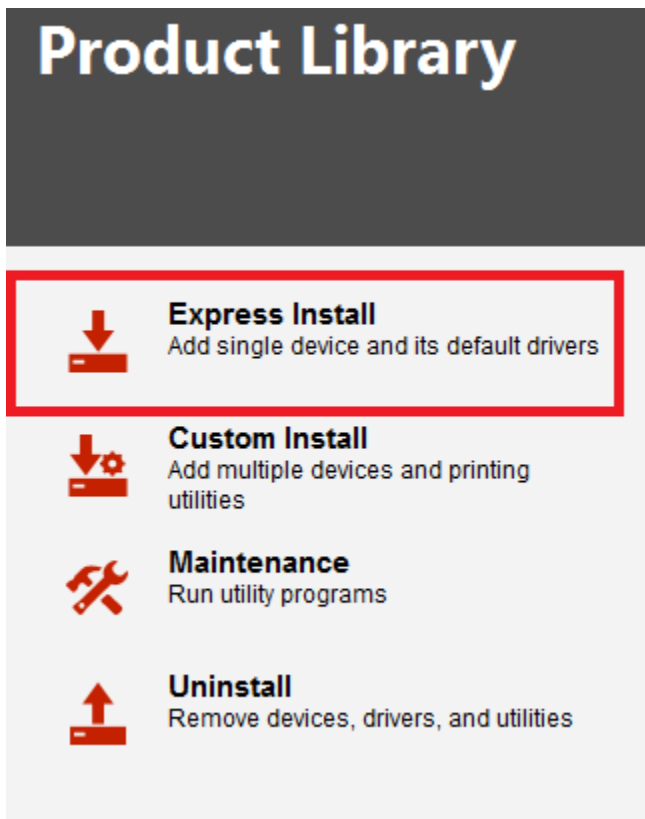 Product Library
Express Install
Add single device and its default drivers
Custom Install
Add multiple devices and printing
utilities
Maintenance
Run utility programs
Uninstall
Remove devices, drivers, and utilities